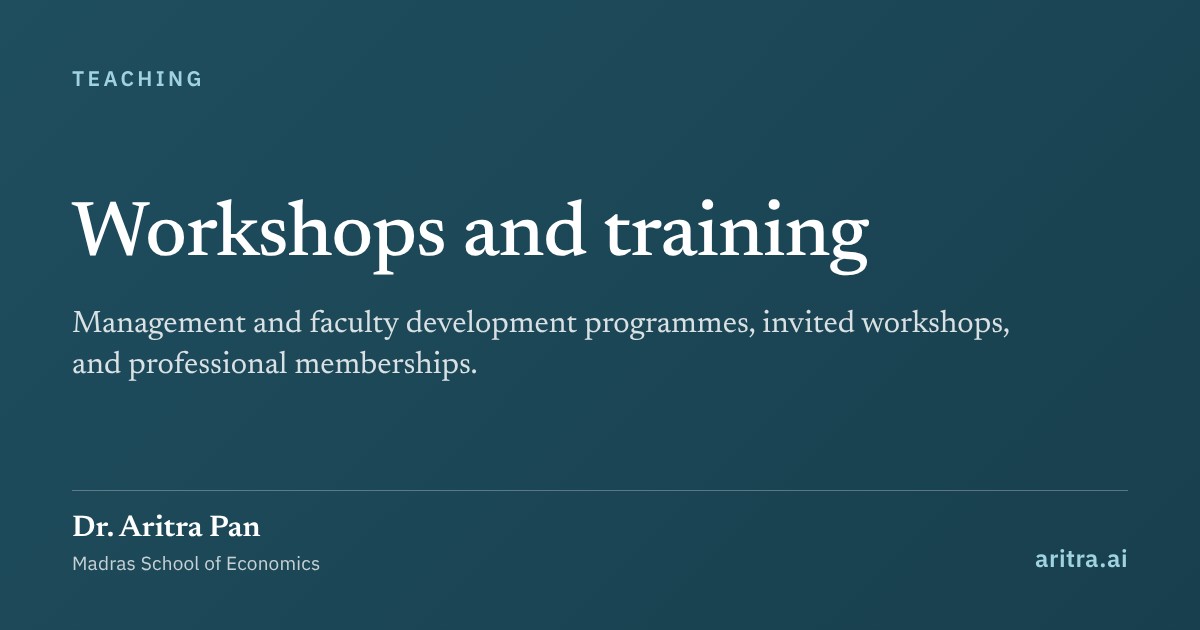 TEACHING
Workshops and training
Management and faculty development programmes, invited workshops,
and professional memberships.
Dr. Aritra Pan
Madras School of Economics
aritra.ai